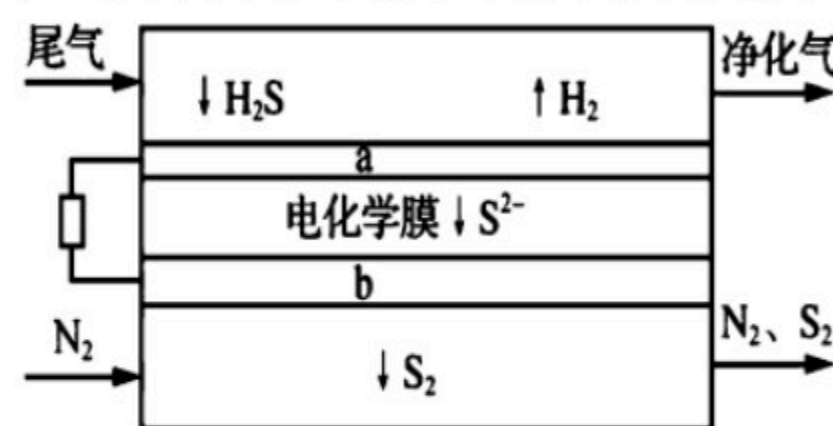 尾气
净化气
↓ H₂S
↑ H₂
a
电化学膜 ↓ S²⁻
b
N₂
N₂、S₂
↓ S₂